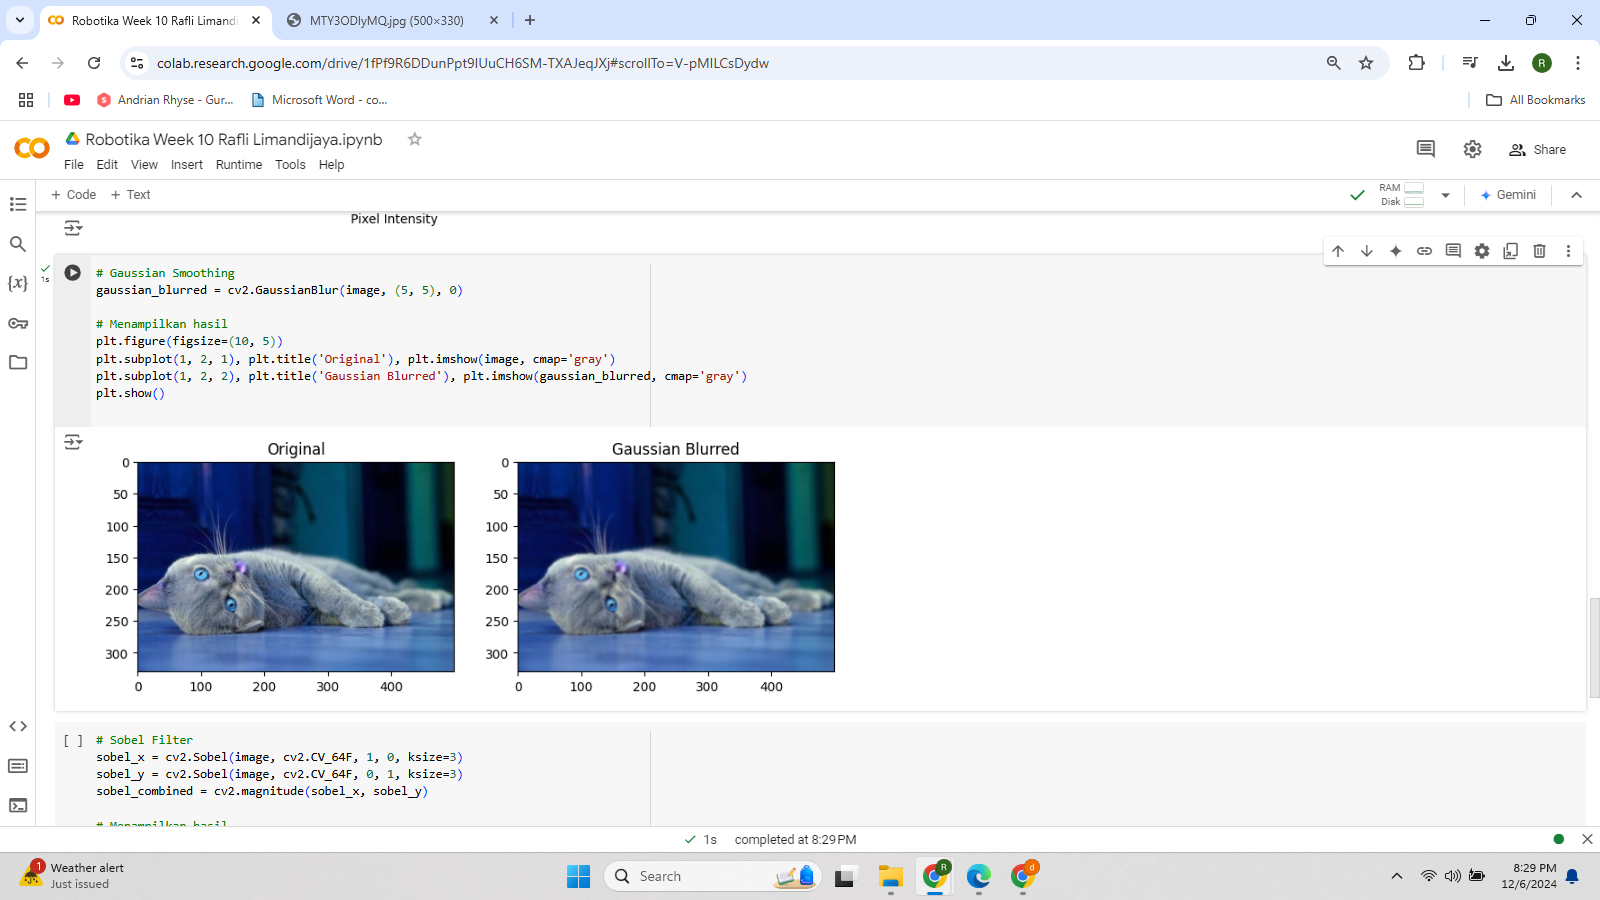 Robotika Week 10 Rafli Limandi
MTY3ODIyMQ.jpg (500×330)
colab.research.google.com/drive/1fPf9R6DDunPpt9IUuCH6SM-TXAJeqJXj#scrollTo=V-pMILCsDydw
R
Andrian Rhyse - Gur...
Microsoft Word - co...
All Bookmarks
Robotika Week 10 Rafli Limandijaya.ipynb
File Edit View Insert Runtime Tools Help
Share
+ Code + Text
RAM
Disk
Gemini
Pixel Intensity
1s
# Gaussian Smoothing
gaussian_blurred = cv2.GaussianBlur(image, (5, 5), 0)
# Menampilkan hasil
plt.figure(figsize=(10, 5))
plt.subplot(1, 2, 1), plt.title('Original'), plt.imshow(image, cmap='gray')
plt.subplot(1, 2, 2), plt.title('Gaussian Blurred'), plt.imshow(gaussian_blurred, cmap='gray')
plt.show()
Original
0
50
100
150
200
250
300
0 100 200 300 400
Gaussian Blurred
0
50
100
150
200
250
300
0 100 200 300 400
[ ] # Sobel Filter
sobel_x = cv2.Sobel(image, cv2.CV_64F, 1, 0, ksize=3)
sobel_y = cv2.Sobel(image, cv2.CV_64F, 0, 1, ksize=3)
sobel_combined = cv2.magnitude(sobel_x, sobel_y)
# Menampilkan hasil
1s completed at 8:29 PM
1
Weather alert
Just issued
Search
R
d
8:29 PM
12/6/2024